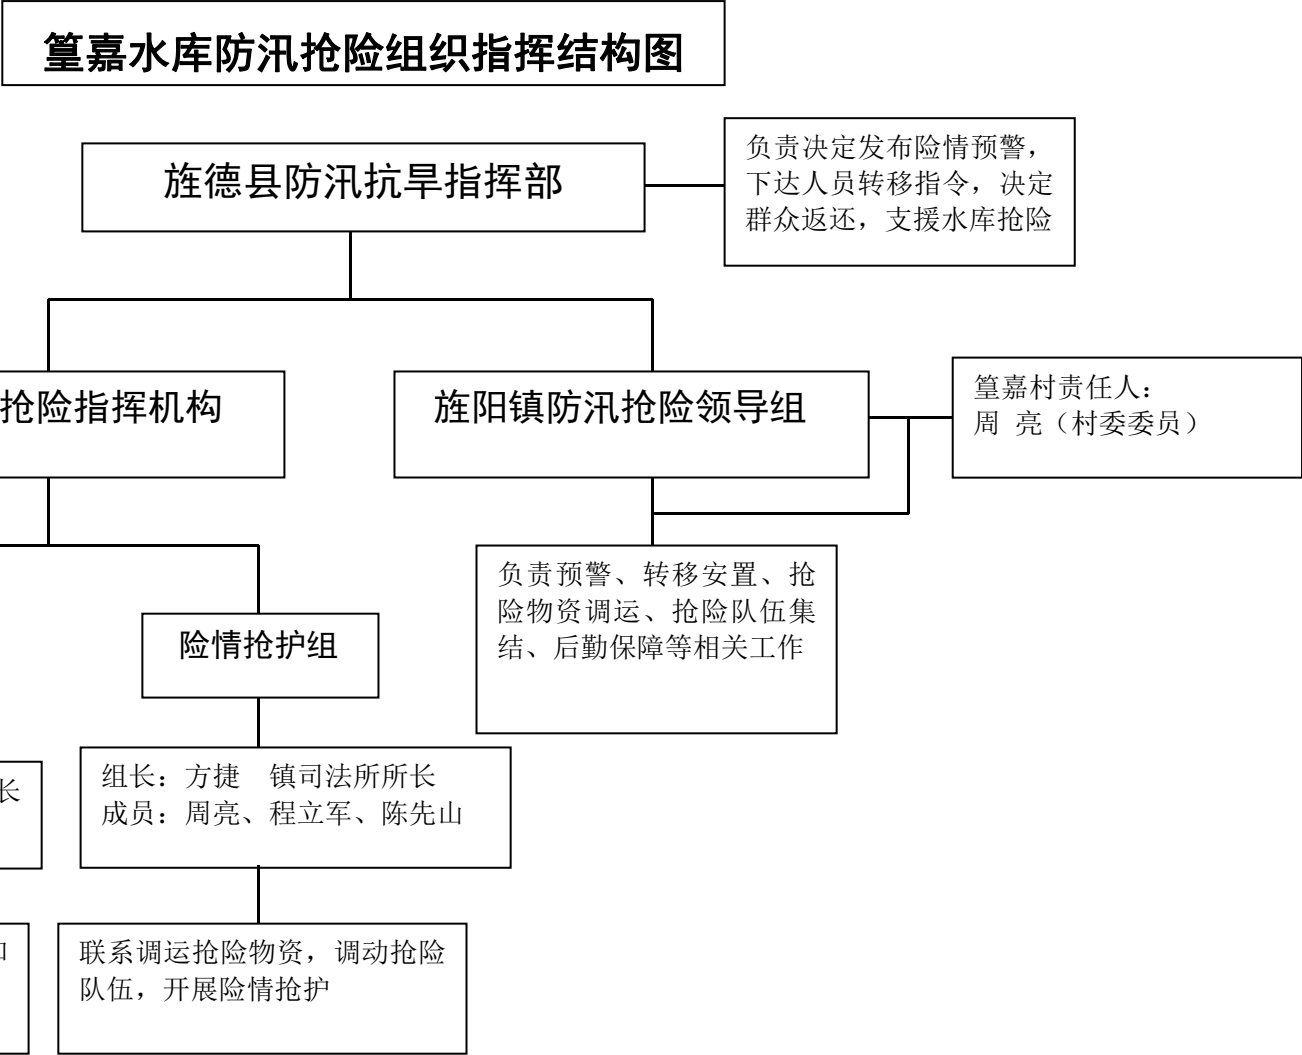 篁嘉水库防汛抢险组织指挥结构图
旌德县防汛抗旱指挥部
负责决定发布险情预警，
下达人员转移指令，决定
群众返还，支援水库抢险
抢险指挥机构
旌阳镇防汛抢险领导组
篁嘉村责任人：
周 亮（村委委员）
负责预警、转移安置、抢
险物资调运、抢险队伍集
结、后勤保障等相关工作
险情抢护组
长
组长：方捷 镇司法所所长
成员：周亮、程立军、陈先山
联系调运抢险物资，调动抢险
队伍，开展险情抢护